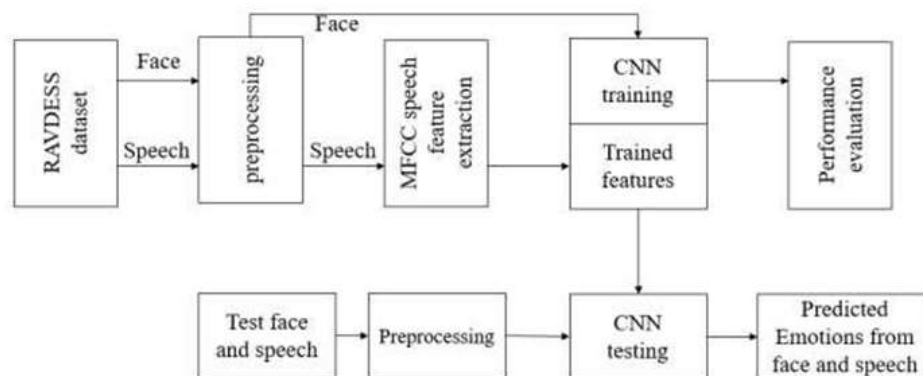 Face
RAVDESS
dataset
Face
Speech
preprocessing
Speech
MFCC speech
feature
extraction
CNN
training
Trained
features
Performance
evaluation
Test face
and speech
Preprocessing
CNN
testing
Predicted
Emotions from
face and speech